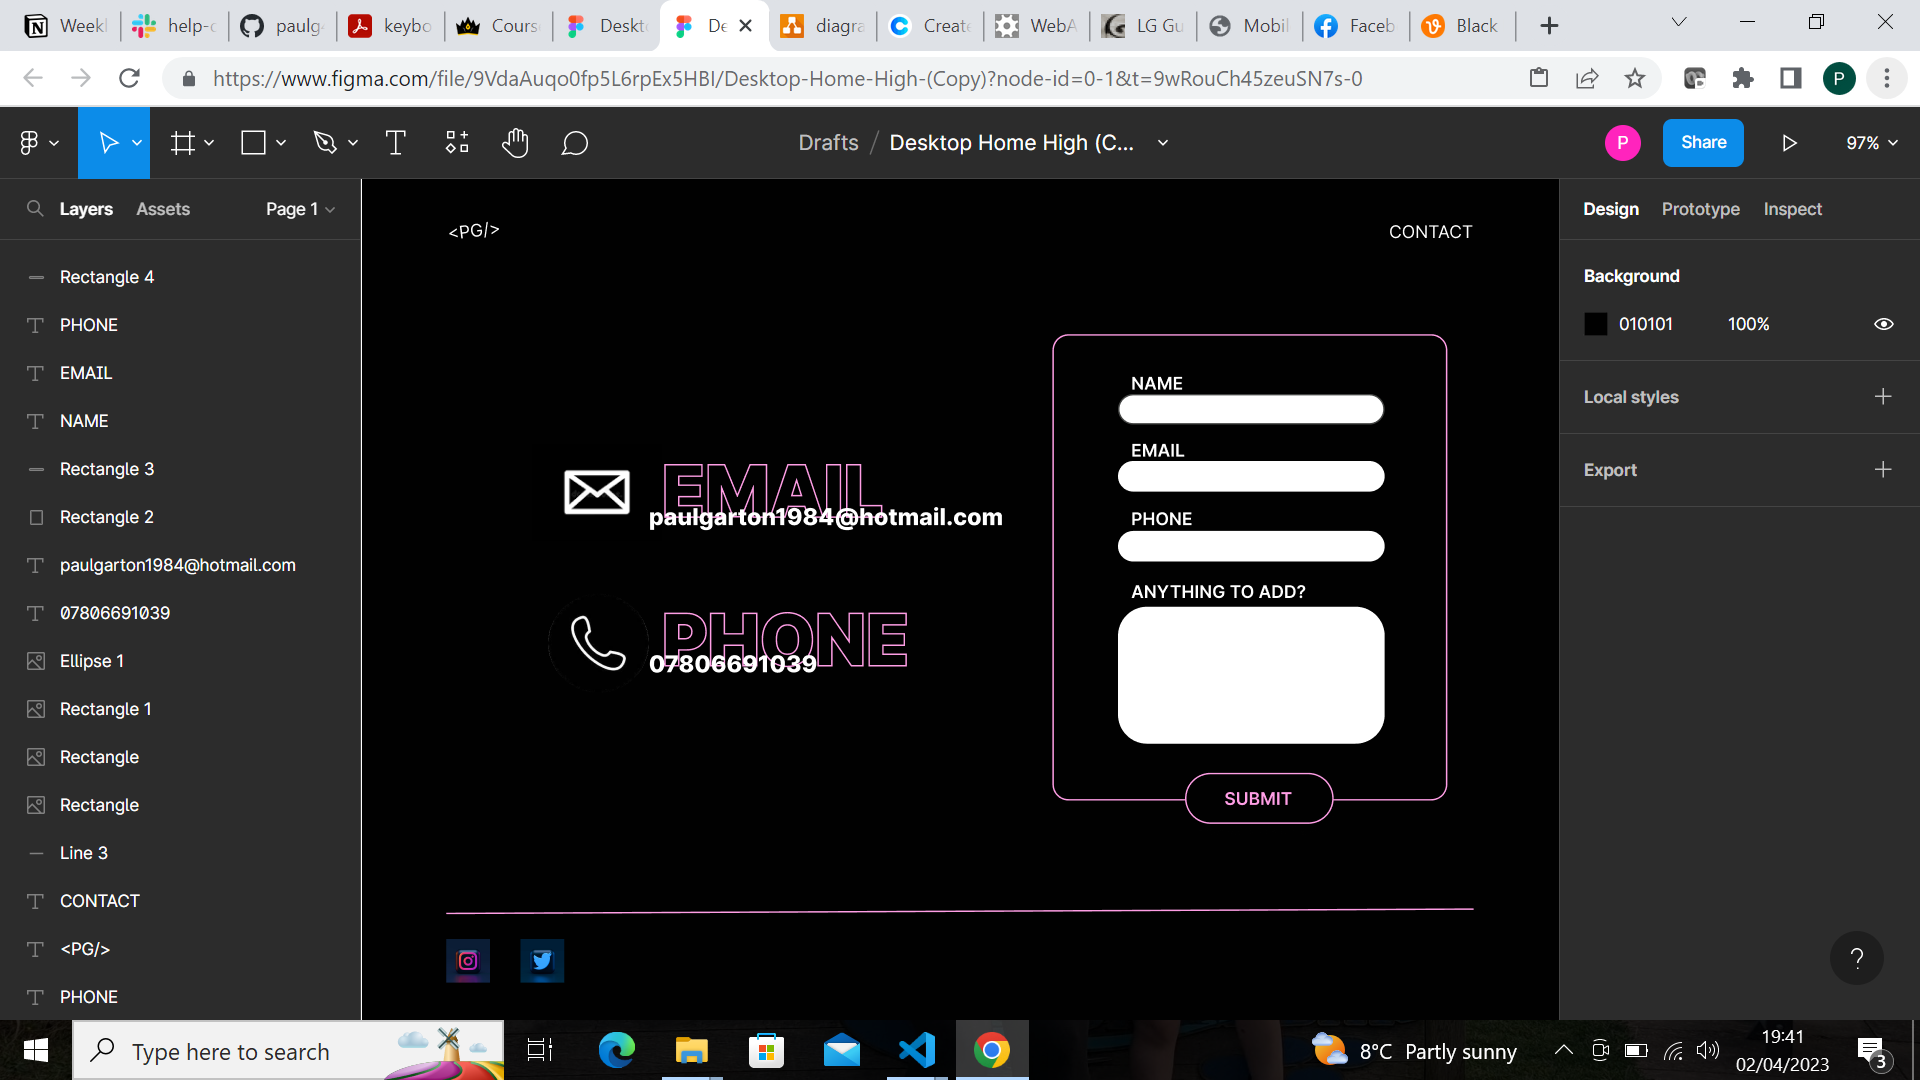 Weekl
help-c
paulg
keybo
Cours
Deskto
De
diagra
Create
WebA
LG Gu
Mobil
Faceb
Black
https://www.figma.com/file/9VdaAuqo0fp5L6rpEx5HBI/Desktop-Home-High-(Copy)?node-id=0-1&t=9wRouCh45zeuSN7s-0
P
Drafts / Desktop Home High (C...
P
Share
97%
Layers
Assets
Page 1
Design
Prototype
Inspect
Rectangle 4
PHONE
EMAIL
NAME
Rectangle 3
Rectangle 2
paulgarton1984@hotmail.com
07806691039
Ellipse 1
Rectangle 1
Rectangle
Rectangle
Line 3
CONTACT
<PG/>
PHONE
<PG/>
CONTACT
EMAIL
paulgarton1984@hotmail.com
PHONE
07806691039
NAME
EMAIL
PHONE
ANYTHING TO ADD?
SUBMIT
Background
010101 100%
Local styles
Export
?
Type here to search
8°C Partly sunny
19:41
02/04/2023
3